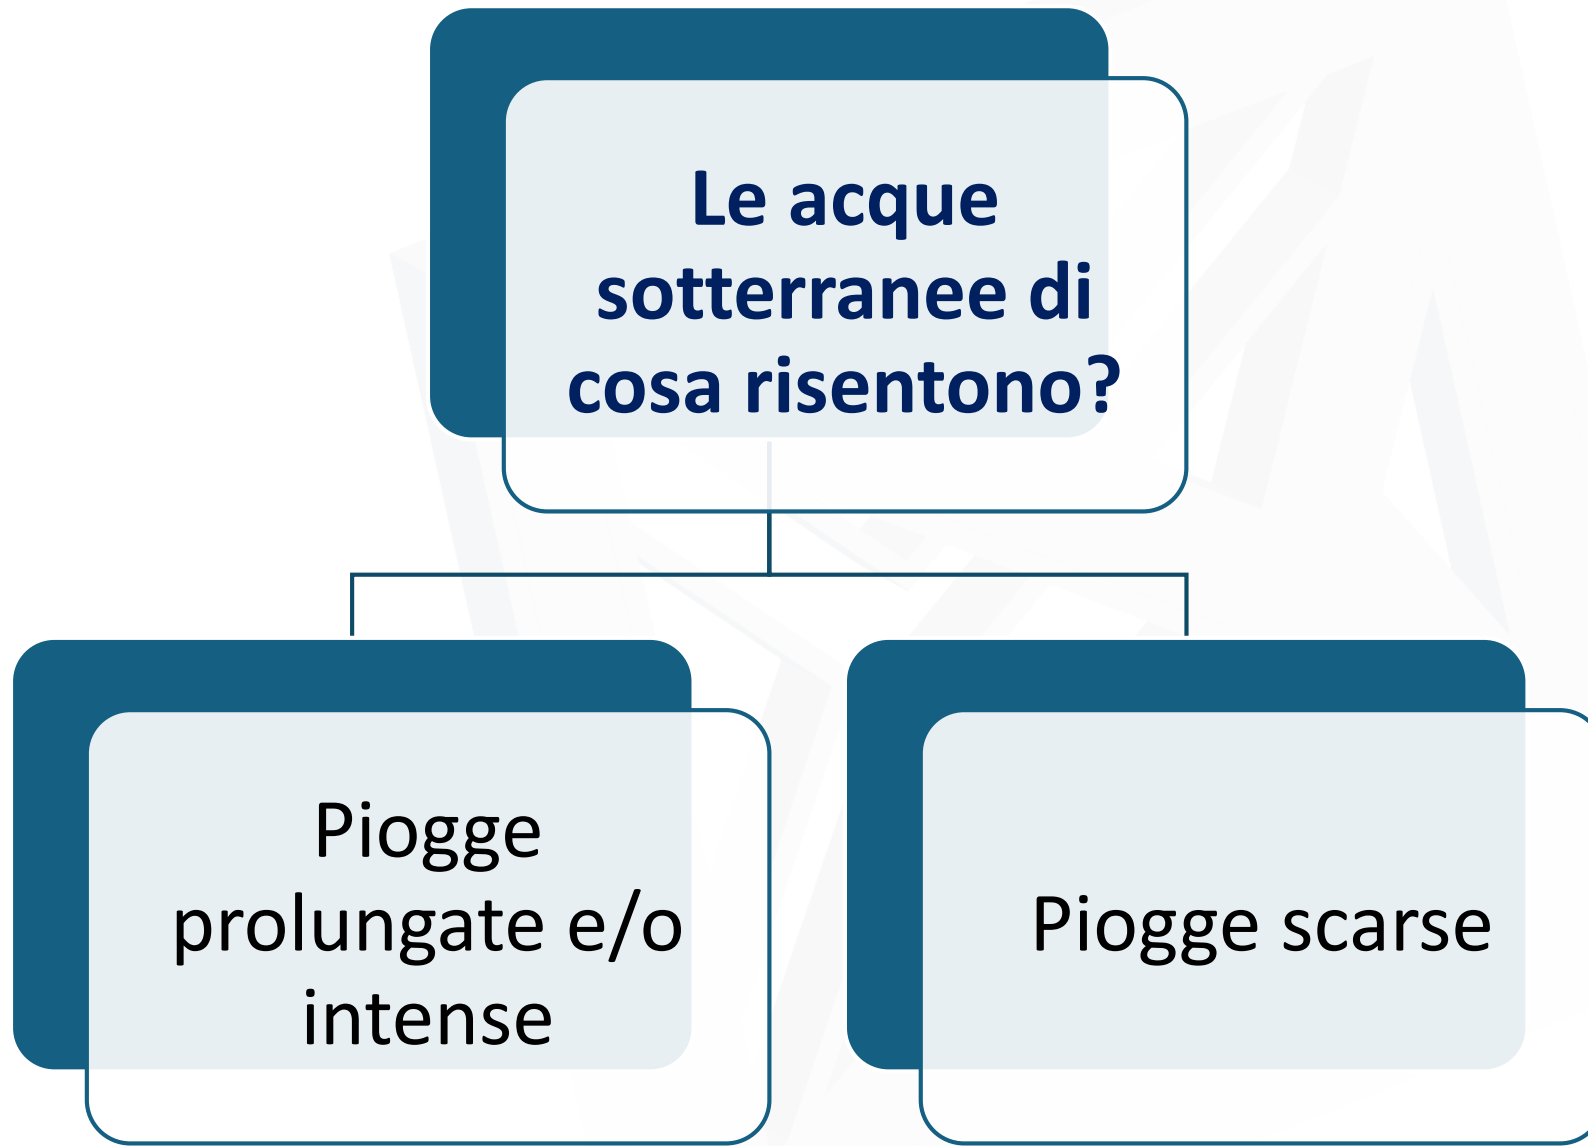 Le acque
sotterranee di
cosa risentono?
Piogge
prolungate e/o
intense
Piogge scarse